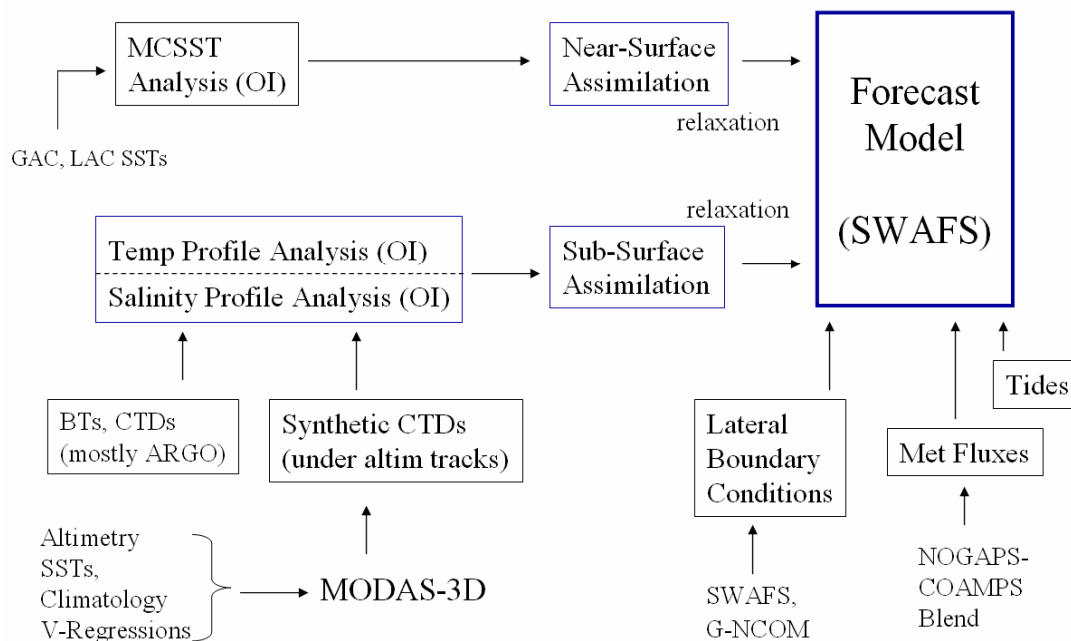 MCSST
Analysis (OI)
Near-Surface
Assimilation
relaxation
Forecast
Model
(SWAFS)
GAC, LAC SSTs
relaxation
Temp Profile Analysis (OI)
Salinity Profile Analysis (OI)
Sub-Surface
Assimilation
BTs, CTDs
(mostly ARGO)
Synthetic CTDs
(under altim tracks)
Lateral
Boundary
Conditions
Tides
Met Fluxes
Altimetry
SSTs,
Climatology
V-Regressions
MODAS-3D
SWAFS,
G-NCOM
NOGAPS-
COAMPS
Blend